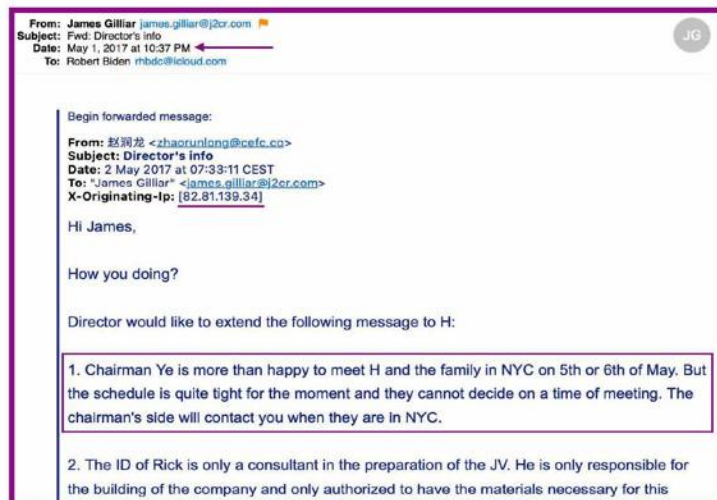 From: James Gilliar james.gilliar@j2cr.com
Subject: Fwd: Director's info
Date: May 1, 2017 at 10:37 PM
To: Robert Biden rhbdc@icloud.com
JG
Begin forwarded message:
From: 赵润龙 <zhaorunlong@cefc.co>
Subject: Director's info
Date: 2 May 2017 at 07:33:11 CEST
To: "James Gilliar" <james.gilliar@j2cr.com>
X-Originating-Ip: [82.81.139.34]
Hi James,
How you doing?
Director would like to extend the following message to H:
1. Chairman Ye is more than happy to meet H and the family in NYC on 5th or 6th of May. But
the schedule is quite tight for the moment and they cannot decide on a time of meeting. The
chairman's side will contact you when they are in NYC.
2. The ID of Rick is only a consultant in the preparation of the JV. He is only responsible for
the building of the company and only authorized to have the materials necessary for this